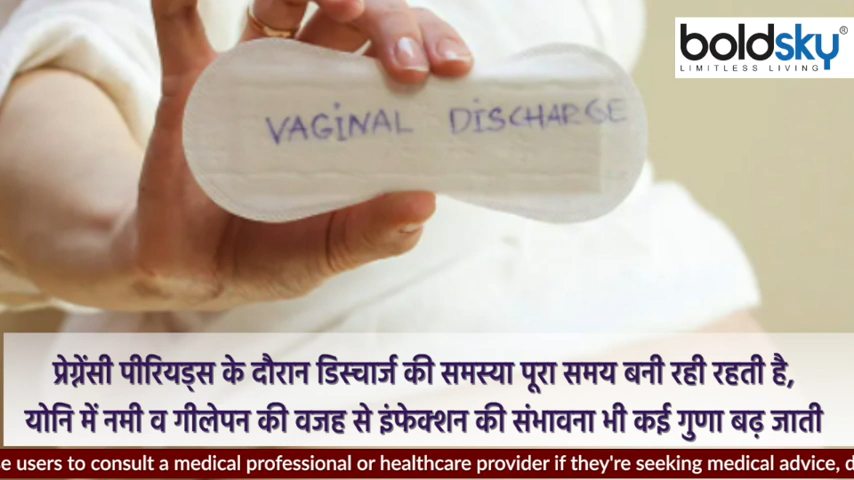 boldsky®
LIMITLESS LIVING
VAGINAL DISCHARGE
प्रेग्नेंसी पीरियड्स के दौरान डिस्चार्ज की समस्या पूरा समय बनी रही रहती है,
योनि में नमी व गीलेपन की वजह से इंफेक्शन की संभावना भी कई गुणा बढ़ जाती
users to consult a medical professional or healthcare provider if they're seeking medical advice,